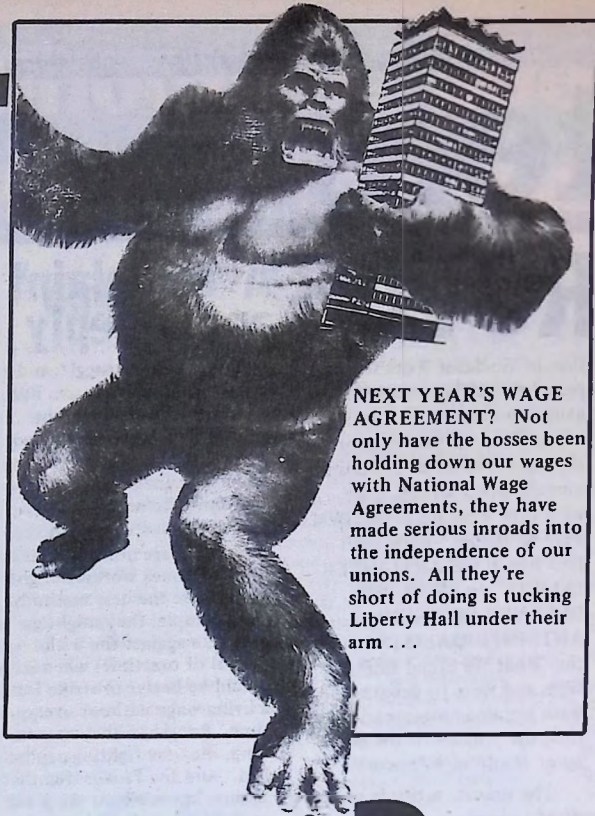 NEXT YEAR'S WAGE
AGREEMENT? Not
only have the bosses been
holding down our wages
with National Wage
Agreements, they have
made serious inroads into
the independence of our
unions. All they're
short of doing is tucking
Liberty Hall under their
arm . . .